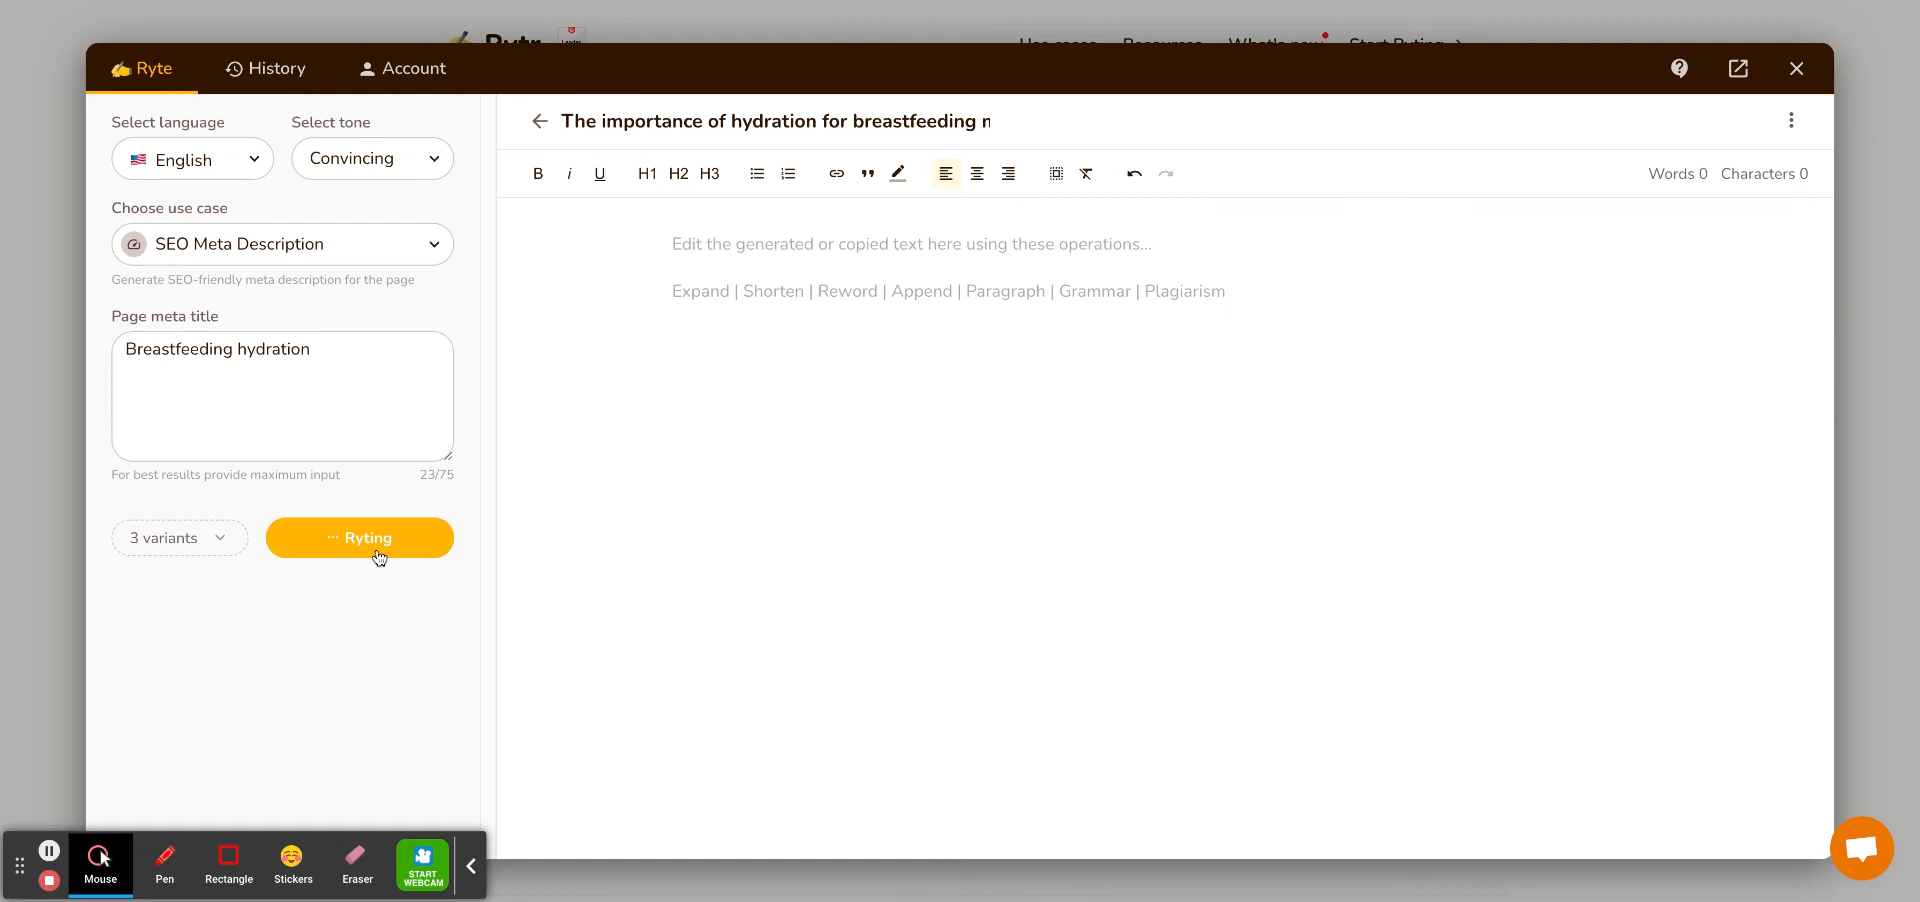 Ryte History Account
Select language Select tone
English Convincing
Choose use case
SEO Meta Description
Generate SEO-friendly meta description for the page
Page meta title
Breastfeeding hydration
For best results provide maximum input 23/75
3 variants ··· Ryting
The importance of hydration for breastfeeding
B i U H1 H2 H3 Words 0 Characters 0
Edit the generated or copied text here using these operations...
Expand | Shorten | Reword | Append | Paragraph | Grammar | Plagiarism
Mouse Pen Rectangle Stickers Eraser START
WEBCAM